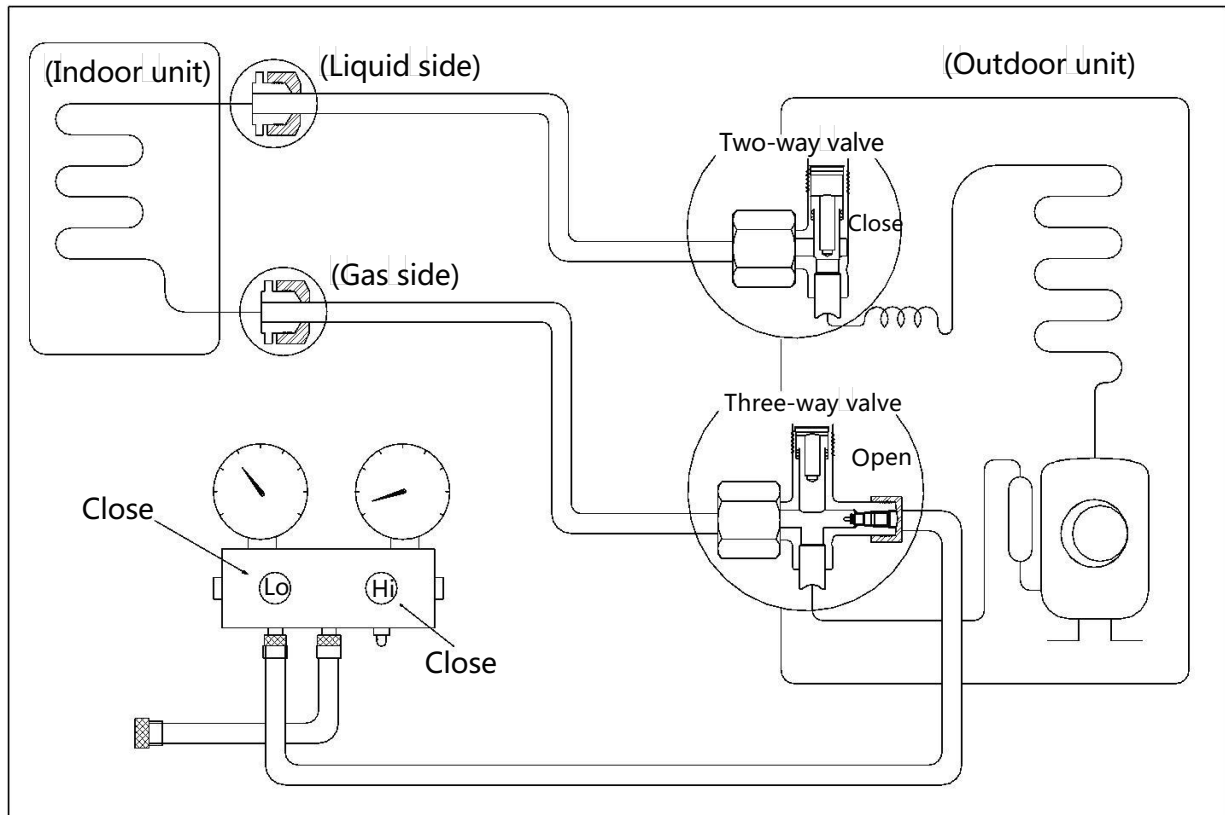 (Indoor unit)
(Liquid side)
(Outdoor unit)
Two-way valve
Close
(Gas side)
Three-way valve
Open
Close
Lo
Hi
Close